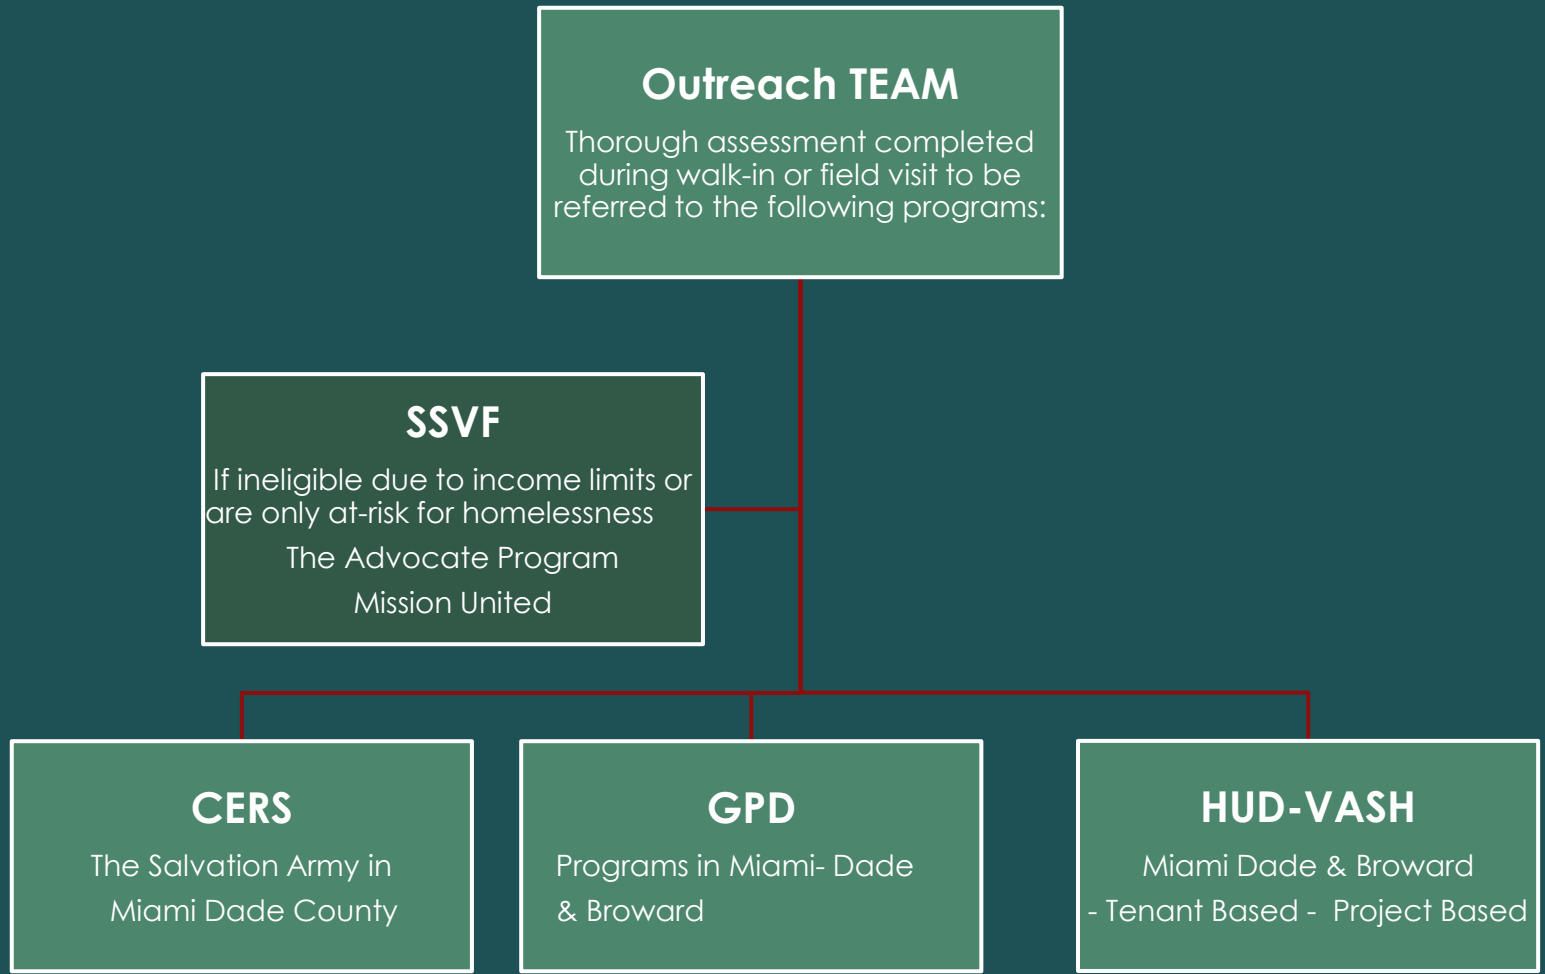 Outreach TEAM
Thorough assessment completed
during walk-in or field visit to be
referred to the following programs:
SSVF
If ineligible due to income limits or
are only at-risk for homelessness
The Advocate Program
Mission United
CERS
The Salvation Army in
Miami Dade County
GPD
Programs in Miami- Dade
& Broward
HUD-VASH
Miami Dade & Broward
- Tenant Based - Project Based